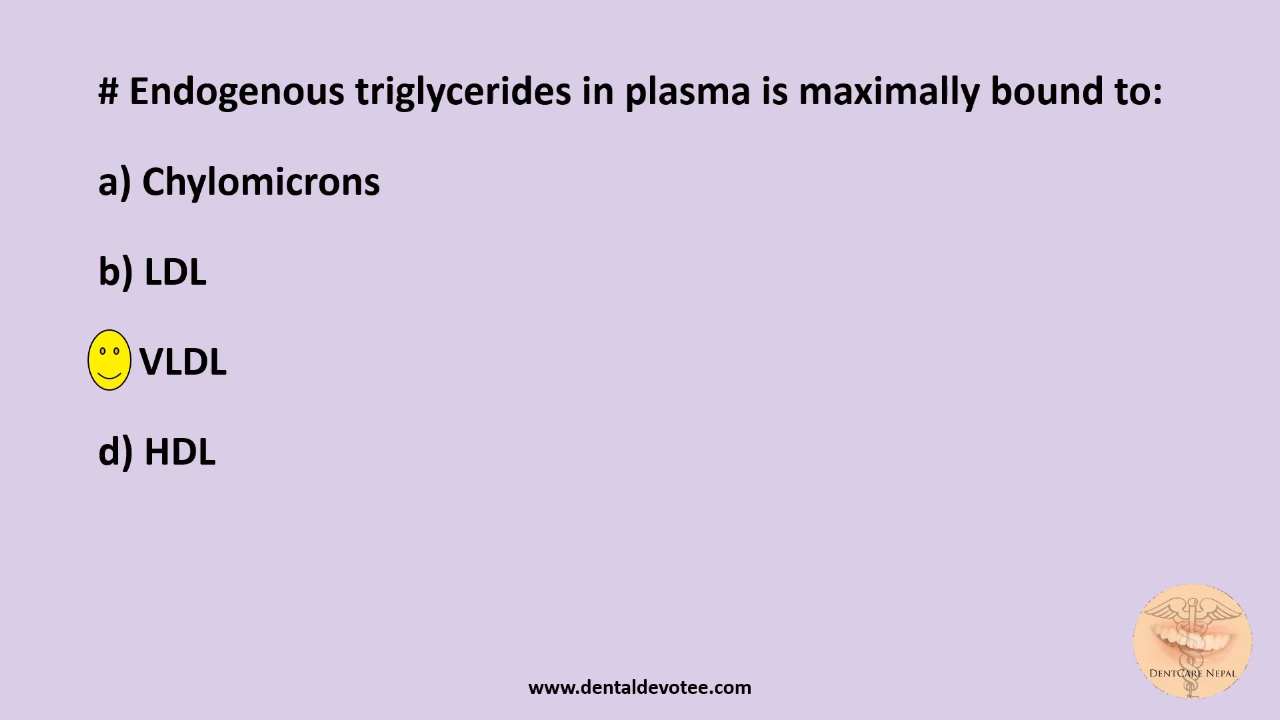 # Endogenous triglycerides in plasma is maximally bound to:
a) Chylomicrons
b) LDL
VLDL
d) HDL
DentCare Nepal
www.dentaldevotee.com